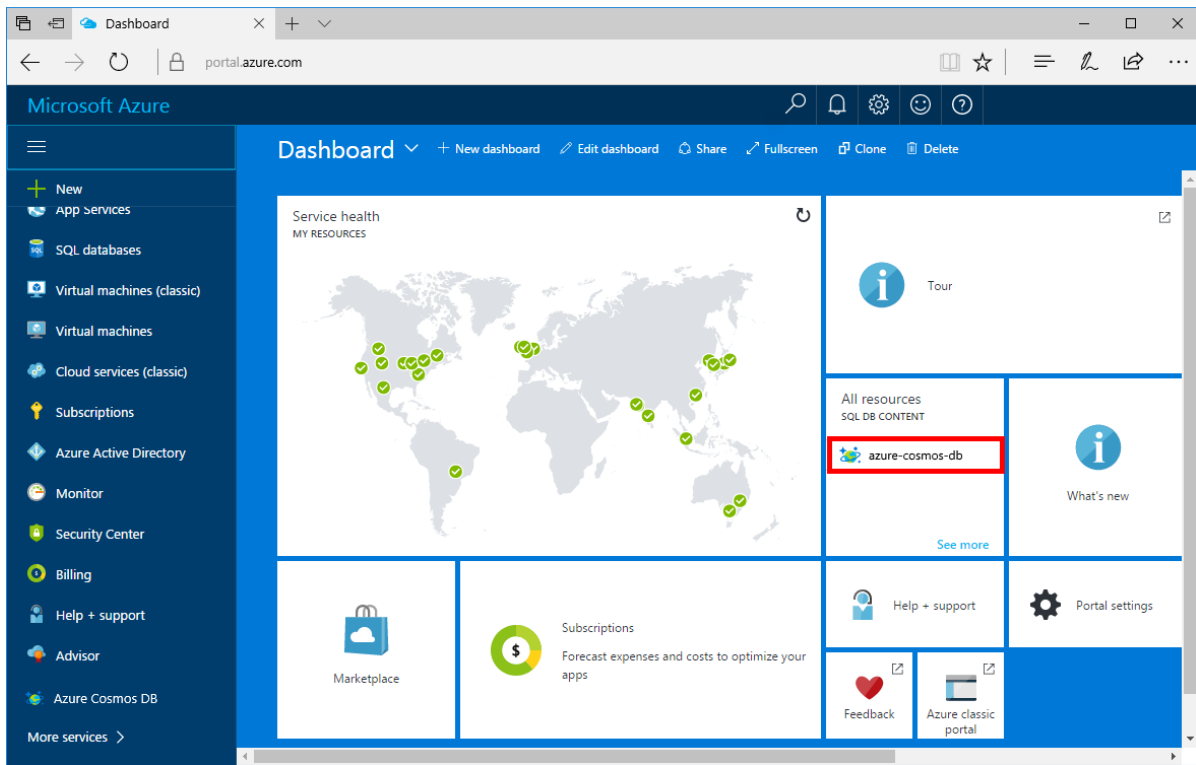 Dashboard
portal.azure.com
Microsoft Azure
Dashboard
New dashboard
Edit dashboard
Share
Fullscreen
Clone
Delete
New
App Services
SQL databases
Virtual machines (classic)
Virtual machines
Cloud services (classic)
Subscriptions
Azure Active Directory
Monitor
Security Center
Billing
Help + support
Advisor
Azure Cosmos DB
More services
Service health
MY RESOURCES
Tour
All resources
SQL DB CONTENT
azure-cosmos-db
See more
What's new
Marketplace
$
Subscriptions
Forecast expenses and costs to optimize your
apps
Help + support
Portal settings
Feedback
Azure classic
portal